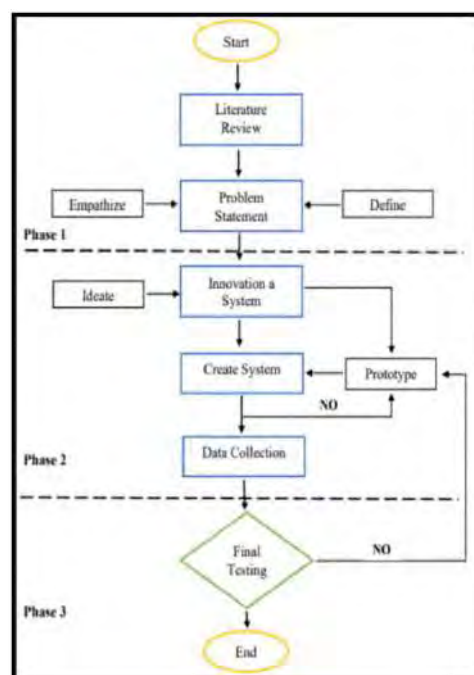 Start
Literature
Review
Empathize
Problem
Statement
Define
Phase 1
Ideate
Innovation a
System
Create System
Prototype
NO
Data Collection
Phase 2
Final
Testing
NO
Phase 3
End